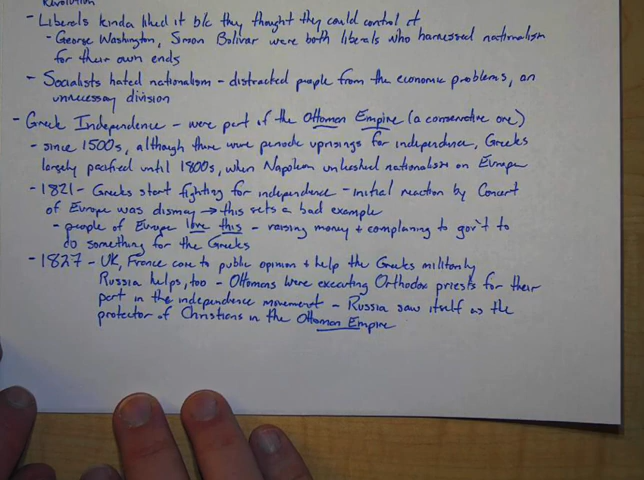 Revolution
- Liberals kinda liked it b/c they thought they could control it
- George Washington, Simon Bolivar were both liberals who harnessed nationalism
for their own ends
- Socialists hated nationalism - distracted people from the economic problems, an
unnecessary division
- Greek Independence - were part of the Ottoman Empire (a conservative one)
- since 1500s, although there were periodic uprisings for independence, Greeks
largely pacified until 1800s, when Napoleon unleashed nationalism on Europe
- 1821 - Greeks start fighting for independence - initial reaction by Concert
of Europe was dismay → this sets a bad example
- people of Europe love this - raising money + complaining to gov't to
do something for the Greeks
- 1827 - UK, France cave to public opinion + help the Greeks militarily
Russia helps, too - Ottomans were executing Orthodox priests for their
part in the independence movement - Russia saw itself as the
protector of Christians in the Ottoman Empire